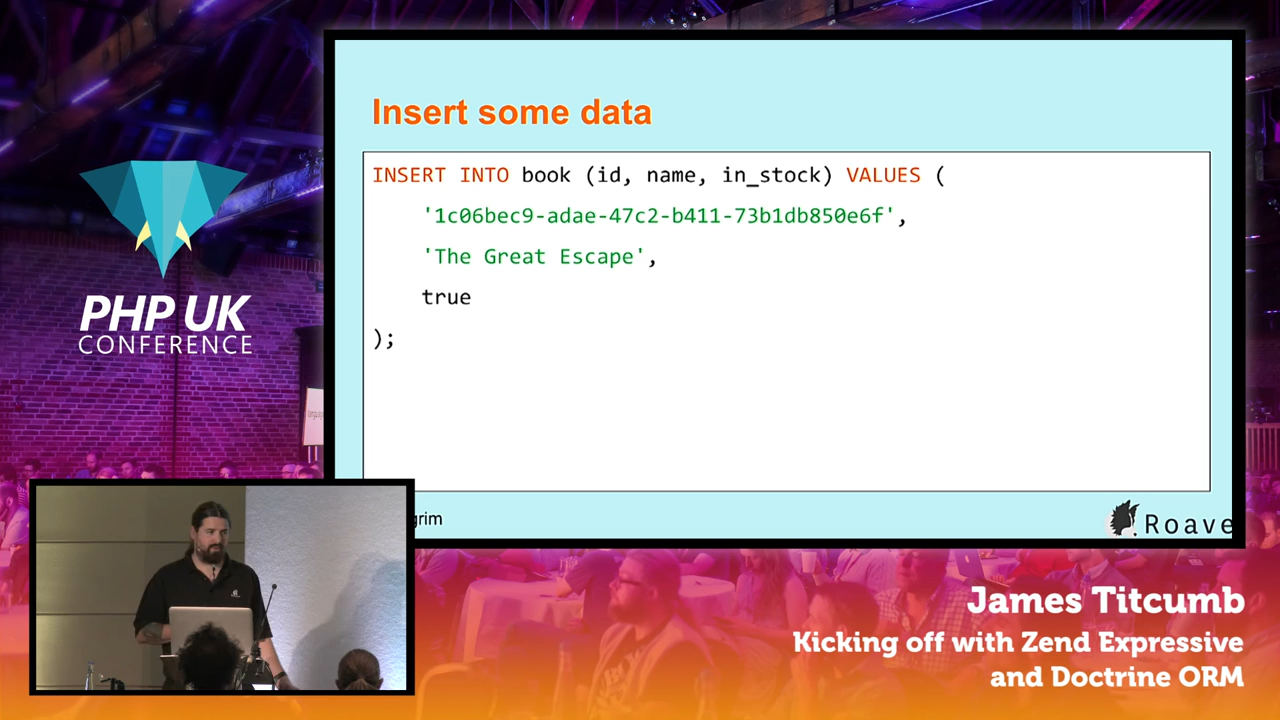 Insert some data
INSERT INTO book (id, name, in_stock) VALUES (
'1c06bec9-adae-47c2-b411-73b1db850e6f',
'The Great Escape',
true
);
grim
Roave
PHP UK
CONFERENCE
James Titcumb
Kicking off with Zend Expressive
and Doctrine ORM